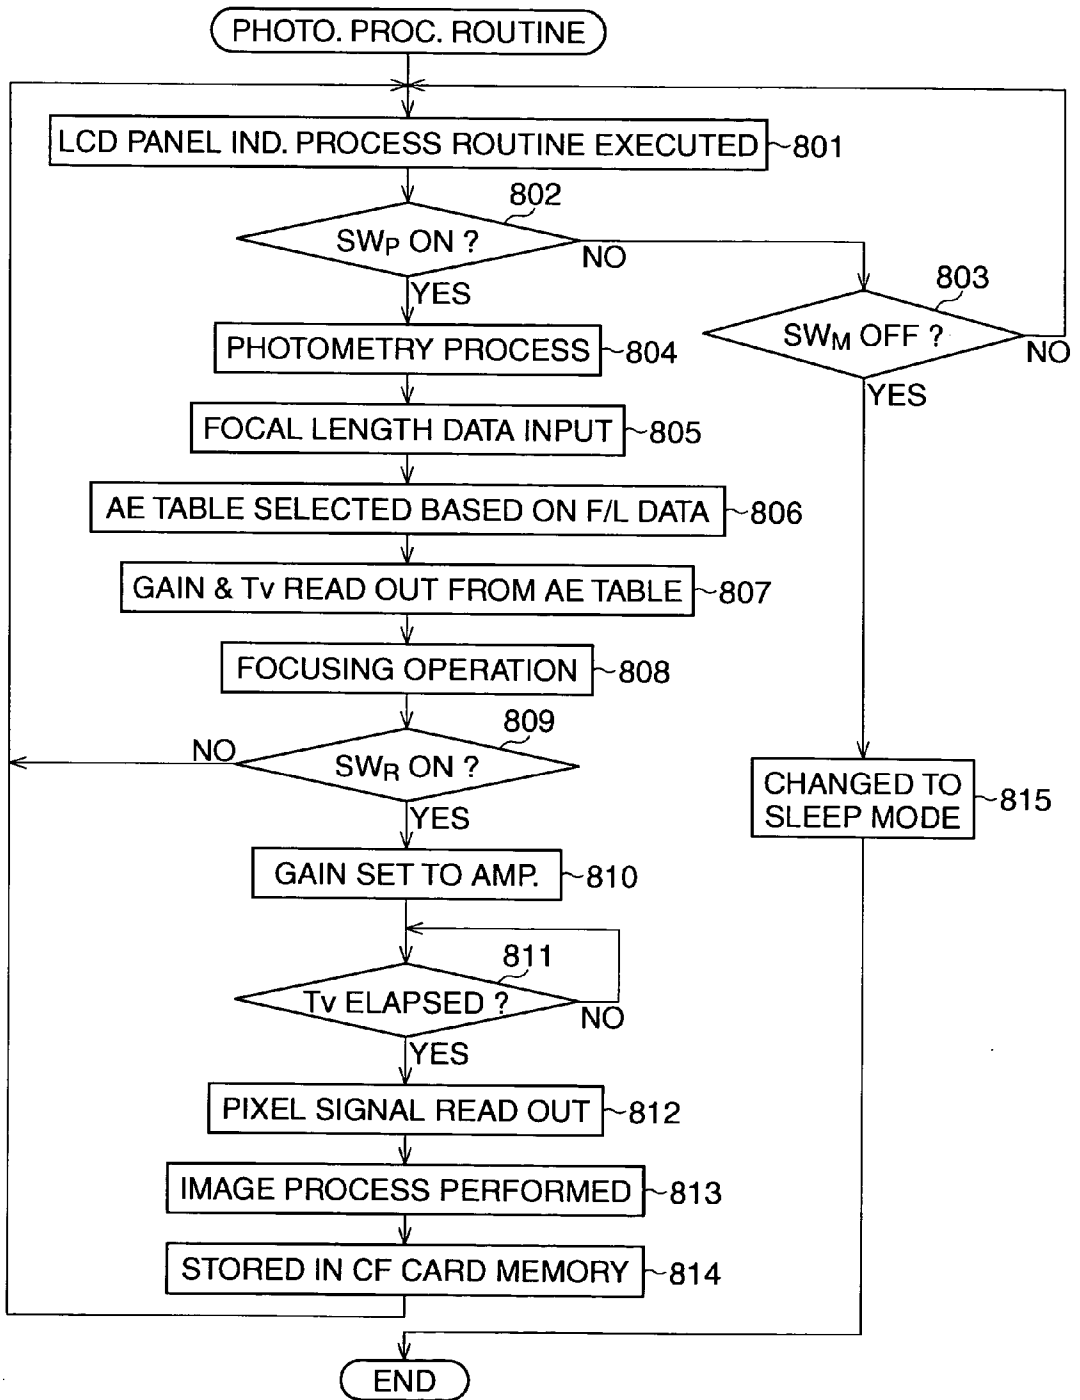 PHOTO. PROC. ROUTINE
LCD PANEL IND. PROCESS ROUTINE EXECUTED
801
802
SWP ON ?
NO
YES
803
SWM OFF ?
NO
YES
PHOTOMETRY PROCESS
804
FOCAL LENGTH DATA INPUT
805
AE TABLE SELECTED BASED ON F/L DATA
806
GAIN & Tv READ OUT FROM AE TABLE
807
FOCUSING OPERATION
808
809
SWR ON ?
NO
YES
CHANGED TO
SLEEP MODE
815
GAIN SET TO AMP.
810
811
Tv ELAPSED ?
NO
YES
PIXEL SIGNAL READ OUT
812
IMAGE PROCESS PERFORMED
813
STORED IN CF CARD MEMORY
814
END